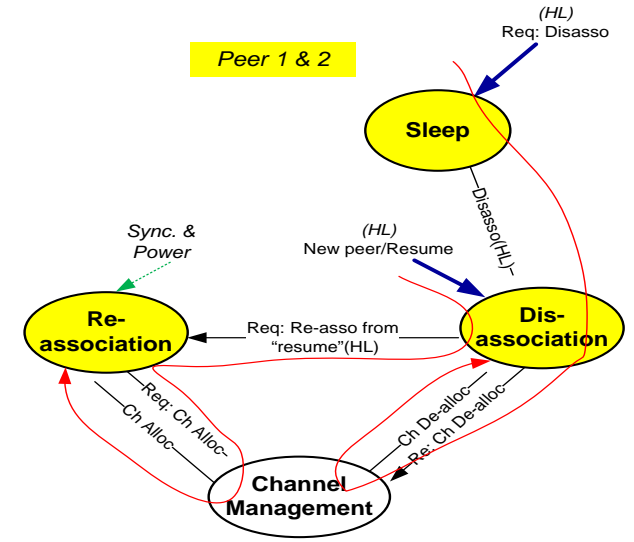 (HL)
Req: Disasso
Peer 1 & 2
Sleep
Disasso(HL)
Sync. &
Power
(HL)
New peer/Resume
Re-
association
Req: Re-asso from
“resume”(HL)
Dis-
association
Req: Ch Alloc
Ch Alloc
Ch De-alloc
Re: Ch De-alloc
Channel
Management